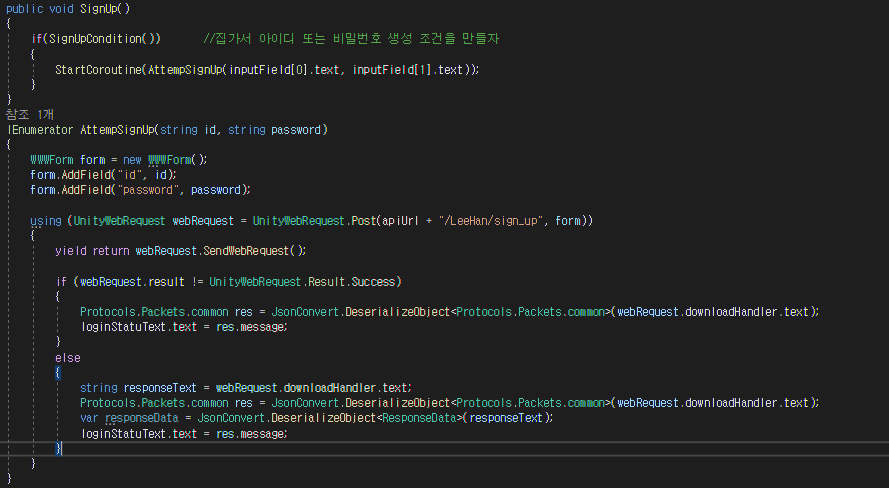 public void SignUp()
{
if(SignUpCondition()) //집가서 아이디 또는 비밀번호 생성 조건을 만들자
{
StartCoroutine(AttempSignUp(inputField[0].text, inputField[1].text));
}
}
참조 1개
IEnumerator AttempSignUp(string id, string password)
{
WWWForm form = new WWWForm();
form.AddField("id", id);
form.AddField("password", password);
using (UnityWebRequest webRequest = UnityWebRequest.Post(apiUrl + "/LeeHan/sign_up", form))
{
yield return webRequest.SendWebRequest();
if (webRequest.result != UnityWebRequest.Result.Success)
{
Protocols.Packets.common res = JsonConvert.DeserializeObject<Protocols.Packets.common>(webRequest.downloadHandler.text);
loginStatuText.text = res.message;
}
else
{
string responseText = webRequest.downloadHandler.text;
Protocols.Packets.common res = JsonConvert.DeserializeObject<Protocols.Packets.common>(webRequest.downloadHandler.text);
var responseData = JsonConvert.DeserializeObject<ResponseData>(responseText);
loginStatuText.text = res.message;
}
}
}